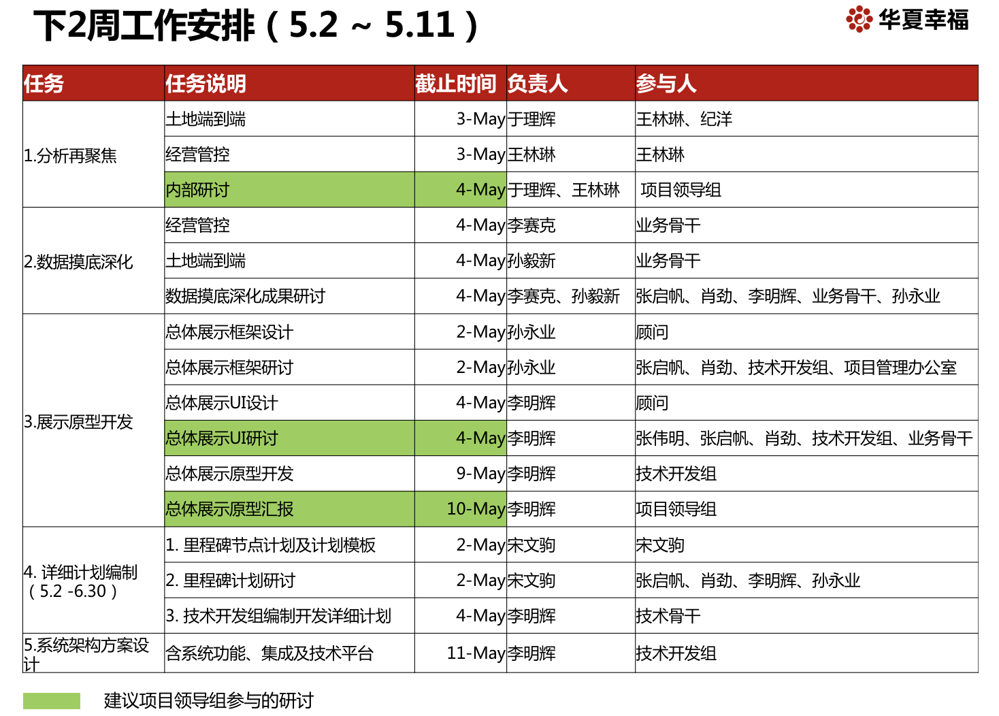 下2周工作安排（5.2 ~ 5.11）
华夏幸福
任务 任务说明 截止时间 负责人 参与人
1.分析再聚焦
土地端到端 3-May 于理辉 王林琳、纪洋
经营管控 3-May 王林琳 王林琳
内部研讨 4-May 于理辉、王林琳 项目领导组
2.数据摸底深化
经营管控 4-May 李赛克 业务骨干
土地端到端 4-May 孙毅新 业务骨干
数据摸底深化成果研讨 4-May 李赛克、孙毅新 张启帆、肖劲、李明辉、业务骨干、孙永业
3.展示原型开发
总体展示框架设计 2-May 孙永业 顾问
总体展示框架研讨 2-May 孙永业 张启帆、肖劲、技术开发组、项目管理办公室
总体展示UI设计 4-May 李明辉 顾问
总体展示UI研讨 4-May 李明辉 张伟明、张启帆、肖劲、技术开发组、业务骨干
总体展示原型开发 9-May 李明辉 技术开发组
总体展示原型汇报 10-May 李明辉 项目领导组
4. 详细计划编制
（5.2 -6.30）
1. 里程碑节点计划及计划模板 2-May 宋文驹 宋文驹
2. 里程碑计划研讨 2-May 宋文驹 张启帆、肖劲、李明辉、孙永业
3. 技术开发组编制开发详细计划 4-May 李明辉 技术骨干
5.系统架构方案设
计
含系统功能、集成及技术平台 11-May 李明辉 技术开发组
建议项目领导组参与的研讨